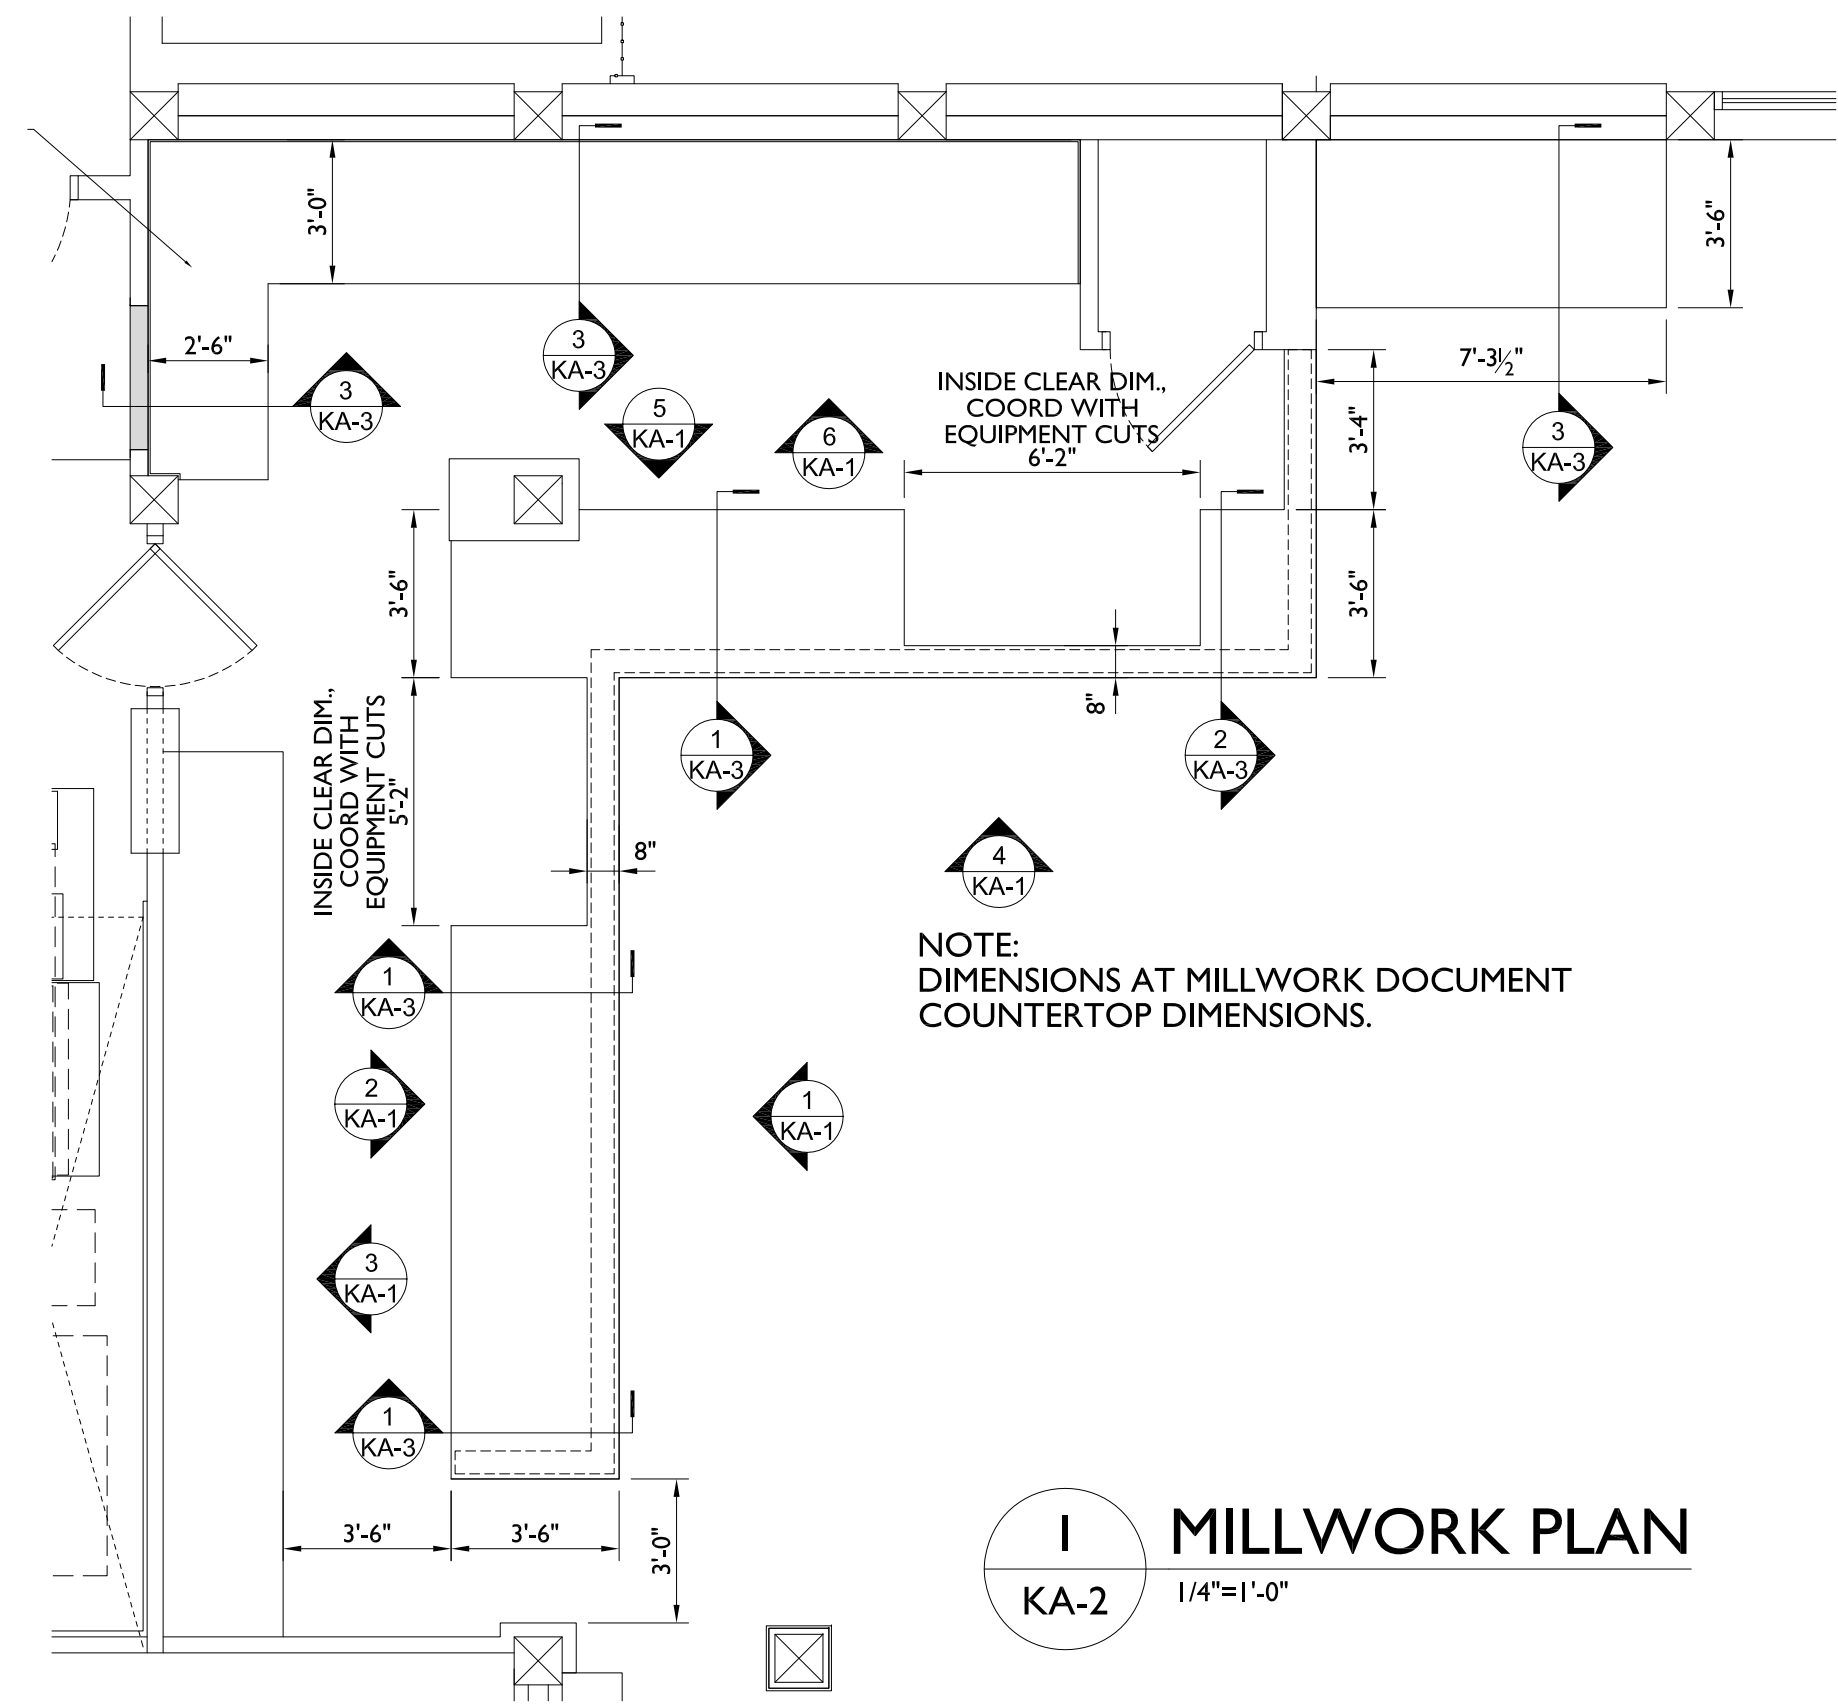 3'-0"
3'-6"
2'-6"
3
KA-3
3
KA-3
5
KA-1
6
KA-1
INSIDE CLEAR DIM.,
COORD WITH
EQUIPMENT CUTS
6'-2"
7'-3½"
3'-4"
3
KA-3
3'-6"
3'-6"
8"
INSIDE CLEAR DIM.,
COORD WITH
EQUIPMENT CUTS
5'-2"
1
KA-3
2
KA-3
8"
4
KA-1
NOTE:
DIMENSIONS AT MILLWORK DOCUMENT
COUNTERTOP DIMENSIONS.
1
KA-3
2
KA-1
1
KA-1
3
KA-1
1
KA-3
3'-6"
3'-6"
3'-0"
1
KA-2
MILLWORK PLAN
1/4"=1'-0"